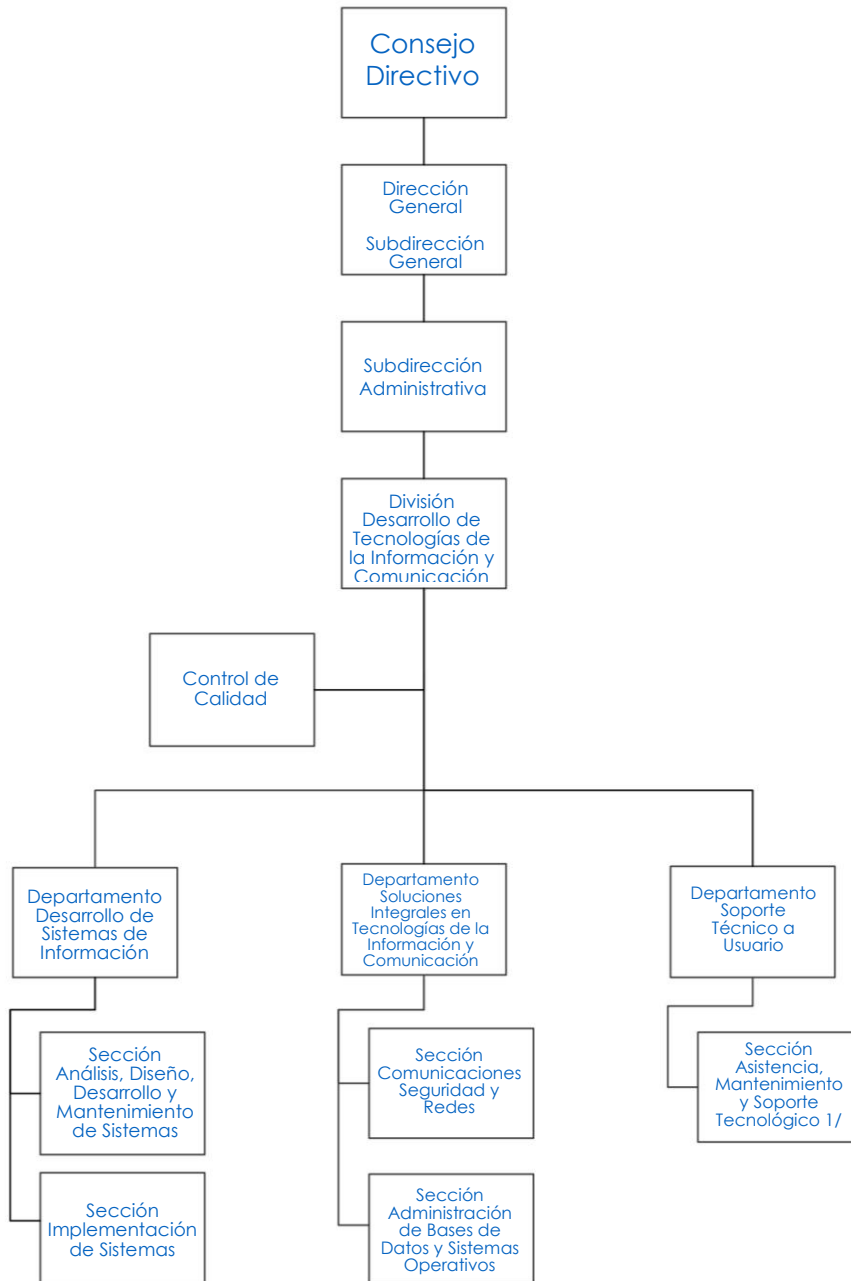 Consejo
Directivo
Dirección
General
Subdirección
General
Subdirección
Administrativa
División
Desarrollo de
Tecnologías de
la Información y
Comunicación
Control de
Calidad
Departamento
Desarrollo de
Sistemas de
Información
Departamento
Soluciones
Integrales en
Tecnologías de la
Información y
Comunicación
Departamento
Soporte
Técnico a
Usuario
Sección
Análisis, Diseño,
Desarrollo y
Mantenimiento
de Sistemas
Sección
Comunicaciones
Seguridad y
Redes
Sección
Asistencia,
Mantenimiento
y Soporte
Tecnológico 1/
Sección
Implementación
de Sistemas
Sección
Administración
de Bases de
Datos y Sistemas
Operativos